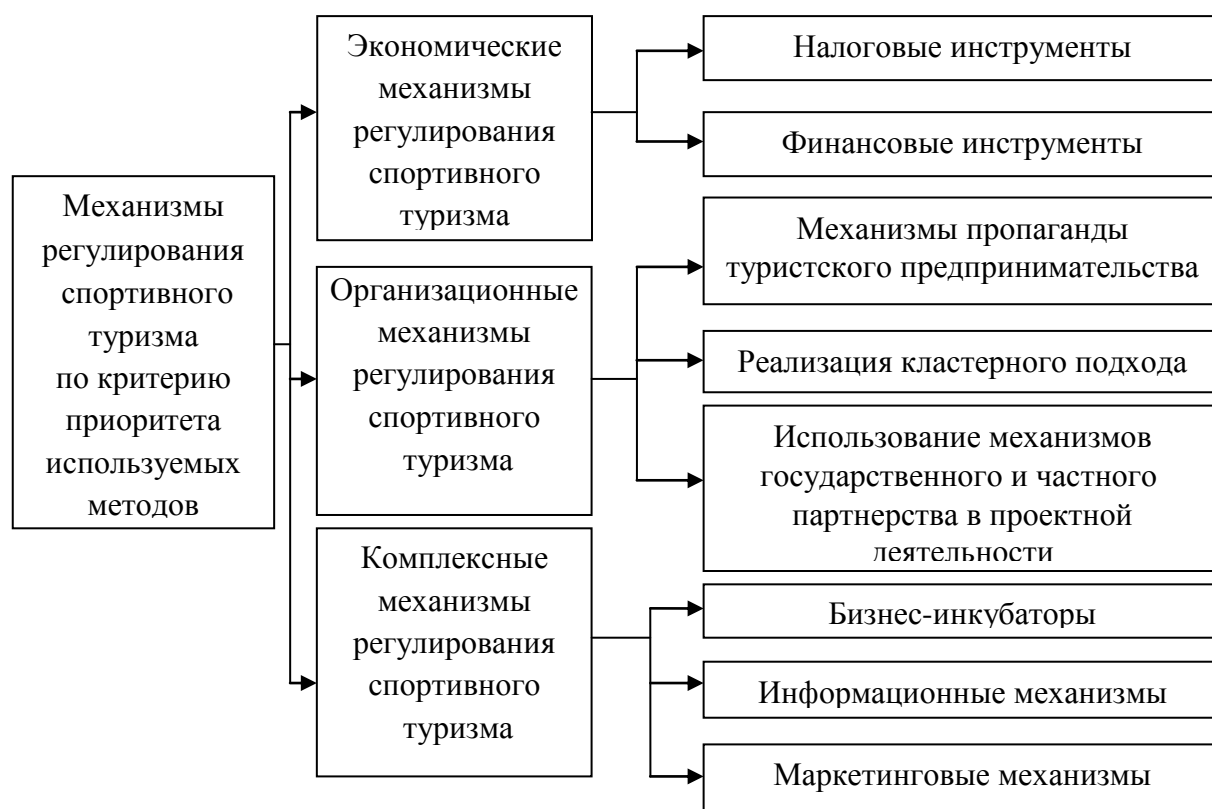 Механизмы
регулирования
спортивного
туризма
по критерию
приоритета
используемых
методов
Экономические
механизмы
регулирования
спортивного
туризма
Налоговые инструменты
Финансовые инструменты
Организационные
механизмы
регулирования
спортивного
туризма
Механизмы пропаганды
туристского предпринимательства
Реализация кластерного подхода
Использование механизмов
государственного и частного
партнерства в проектной
деятельности
Комплексные
механизмы
регулирования
спортивного
туризма
Бизнес-инкубаторы
Информационные механизмы
Маркетинговые механизмы